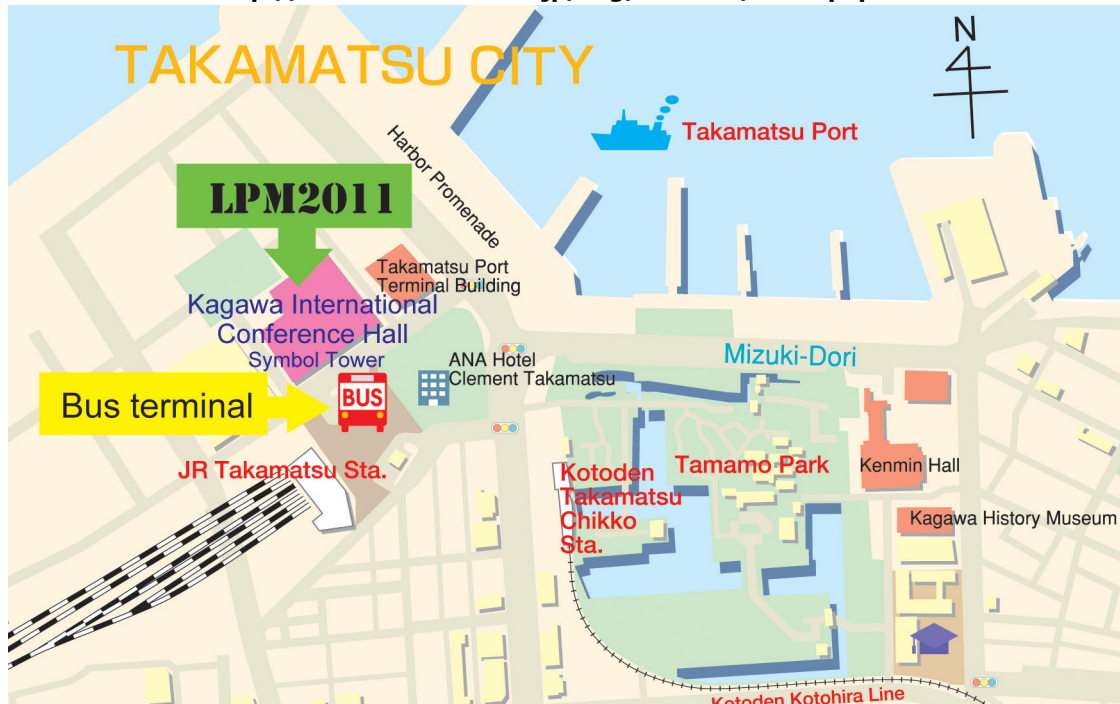 TAKAMATSU CITY
N
Takamatsu Port
Harbor Promenade
LPM2011
Takamatsu Port
Terminal Building
Kagawa International
Conference Hall
Symbol Tower
Mizuki-Dori
ANA Hotel
Clement Takamatsu
BUS
Bus terminal
JR Takamatsu Sta.
Kotoden
Takamatsu
Chikko
Sta.
Tamamo Park
Kenmin Hall
Kagawa History Museum
Kotoden Kotohira Line